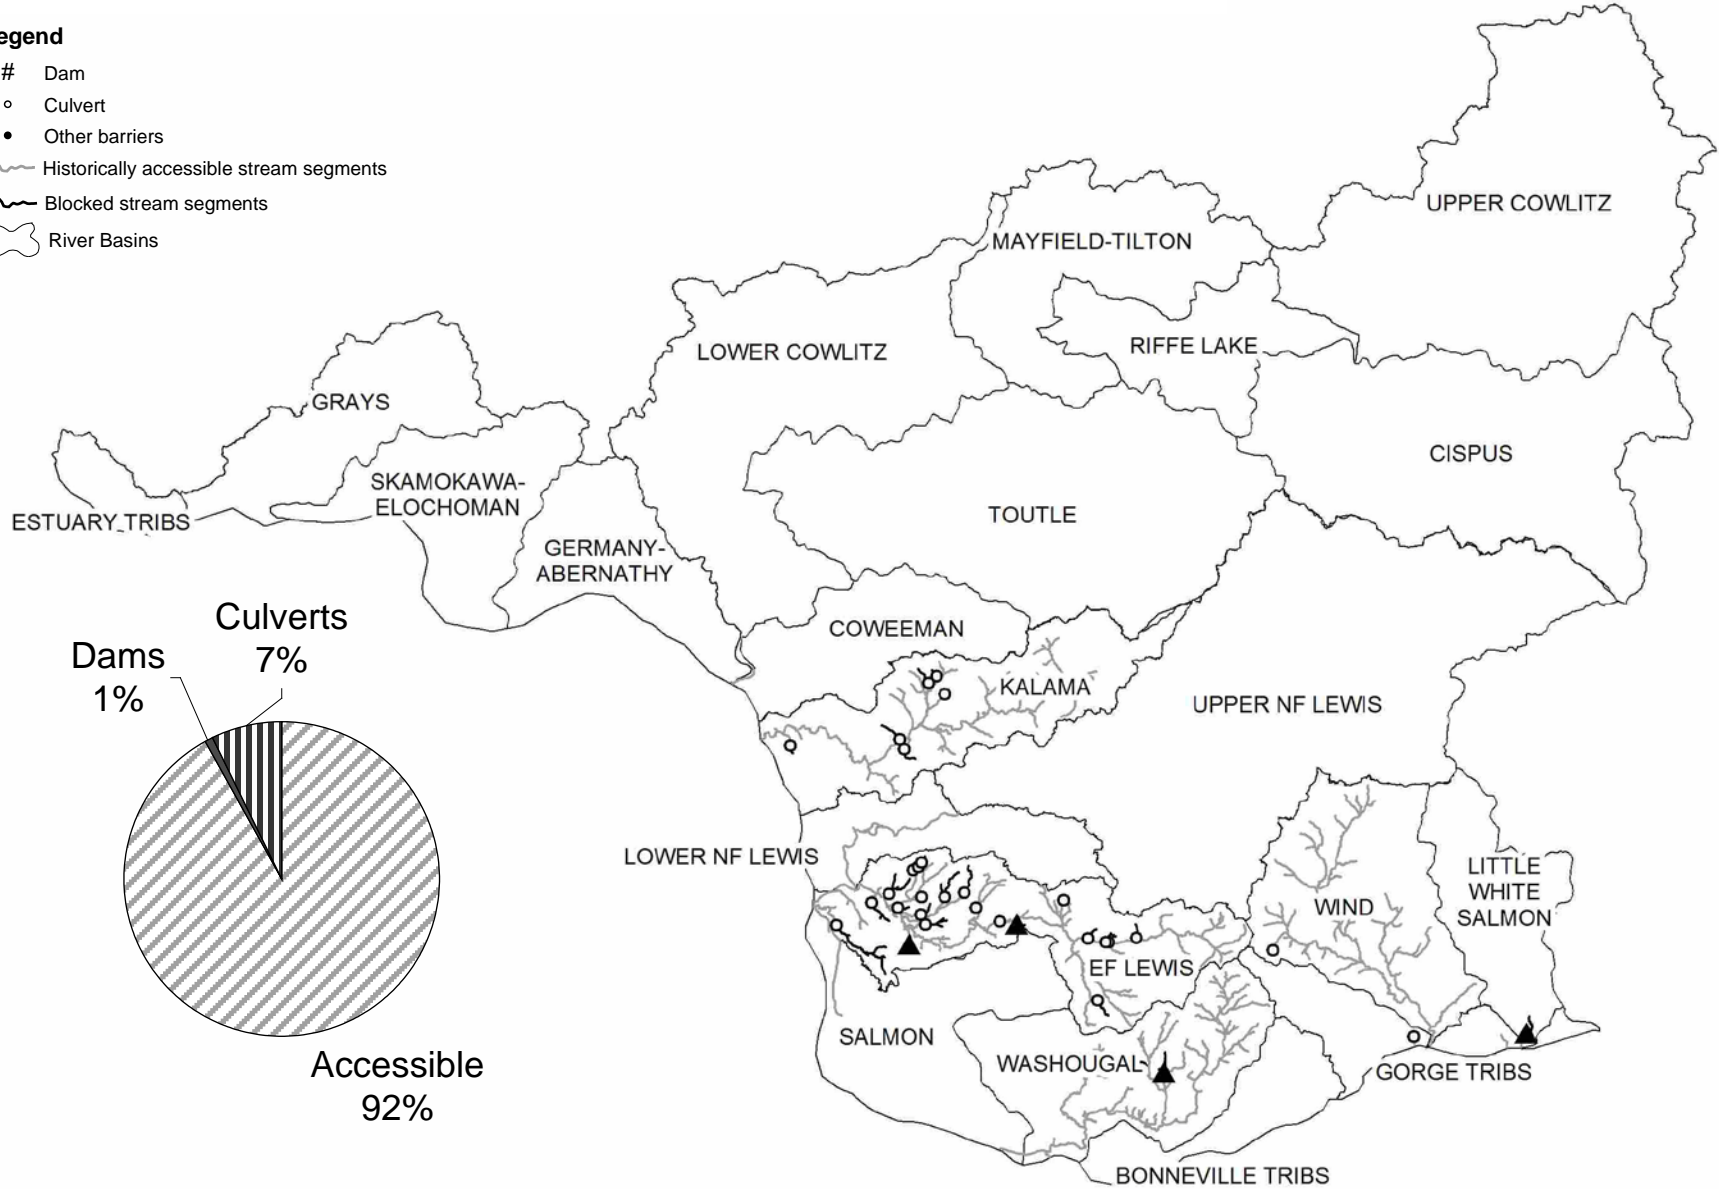 egend
# Dam
Culvert
Other barriers
Historically accessible stream segments
Blocked stream segments
River Basins
UPPER COWLITZ
MAYFIELD-TILTON
RIFFE LAKE
LOWER COWLITZ
GRAYS
CISPUS
SKAMOKAWA-
ELOCHOMAN
ESTUARY TRIBS
TOUTLE
GERMANY-
ABERNATHY
COWEEMAN
KALAMA
UPPER NF LEWIS
Culverts
7%
Dams
1%
Accessible
92%
LOWER NF LEWIS
LITTLE
WHITE
SALMON
WIND
EF LEWIS
SALMON
WASHOUGAL
GORGE TRIBS
BONNEVILLE TRIBS